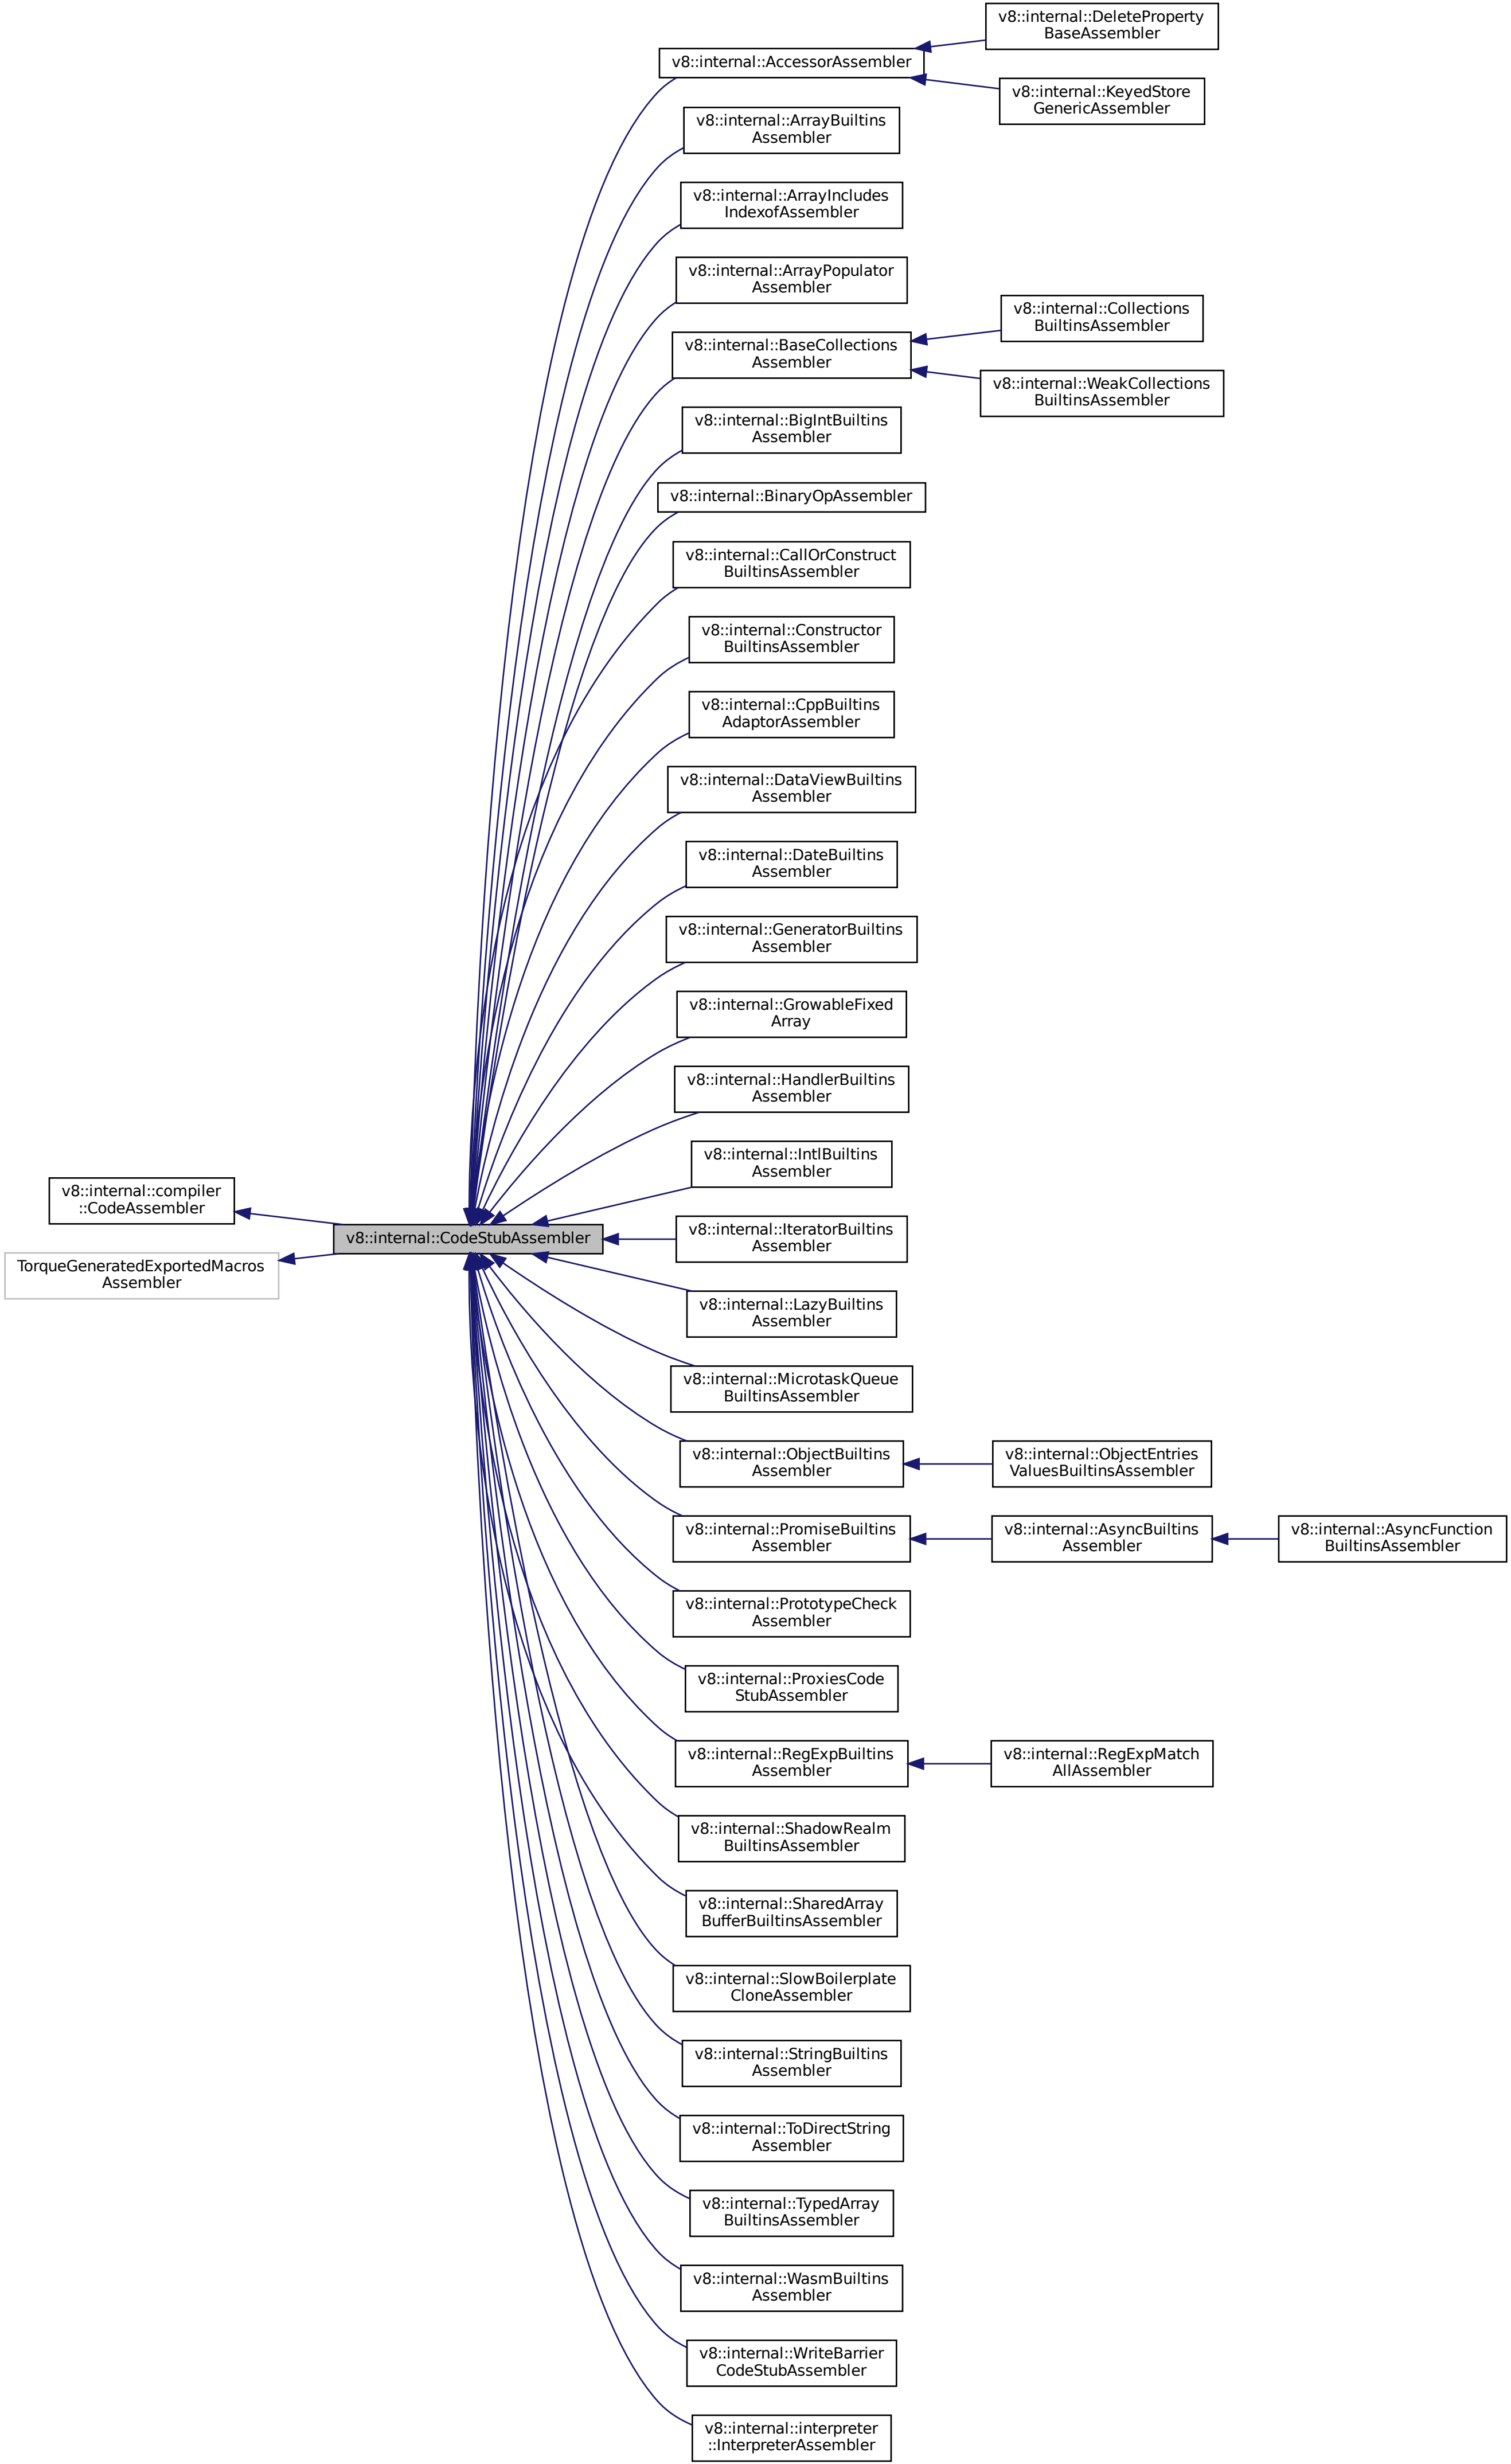 v8::internal::DeleteProperty
BaseAssembler
v8::internal::AccessorAssembler
v8::internal::KeyedStore
GenericAssembler
v8::internal::ArrayBuiltins
Assembler
v8::internal::ArrayIncludes
IndexofAssembler
v8::internal::ArrayPopulator
Assembler
v8::internal::Collections
BuiltinsAssembler
v8::internal::BaseCollections
Assembler
v8::internal::WeakCollections
BuiltinsAssembler
v8::internal::BigIntBuiltins
Assembler
v8::internal::BinaryOpAssembler
v8::internal::CallOrConstruct
BuiltinsAssembler
v8::internal::Constructor
BuiltinsAssembler
v8::internal::CppBuiltins
AdaptorAssembler
v8::internal::DataViewBuiltins
Assembler
v8::internal::DateBuiltins
Assembler
v8::internal::GeneratorBuiltins
Assembler
v8::internal::GrowableFixed
Array
v8::internal::HandlerBuiltins
Assembler
v8::internal::IntlBuiltins
Assembler
v8::internal::compiler
::CodeAssembler
v8::internal::CodeStubAssembler
v8::internal::IteratorBuiltins
Assembler
TorqueGeneratedExportedMacros
Assembler
v8::internal::LazyBuiltins
Assembler
v8::internal::MicrotaskQueue
BuiltinsAssembler
v8::internal::ObjectBuiltins
Assembler
v8::internal::ObjectEntries
ValuesBuiltinsAssembler
v8::internal::PromiseBuiltins
Assembler
v8::internal::AsyncBuiltins
Assembler
v8::internal::AsyncFunction
BuiltinsAssembler
v8::internal::PrototypeCheck
Assembler
v8::internal::ProxiesCode
StubAssembler
v8::internal::RegExpBuiltins
Assembler
v8::internal::RegExpMatch
AllAssembler
v8::internal::ShadowRealm
BuiltinsAssembler
v8::internal::SharedArray
BufferBuiltinsAssembler
v8::internal::SlowBoilerplate
CloneAssembler
v8::internal::StringBuiltins
Assembler
v8::internal::ToDirectString
Assembler
v8::internal::TypedArray
BuiltinsAssembler
v8::internal::WasmBuiltins
Assembler
v8::internal::WriteBarrier
CodeStubAssembler
v8::internal::interpreter
::InterpreterAssembler